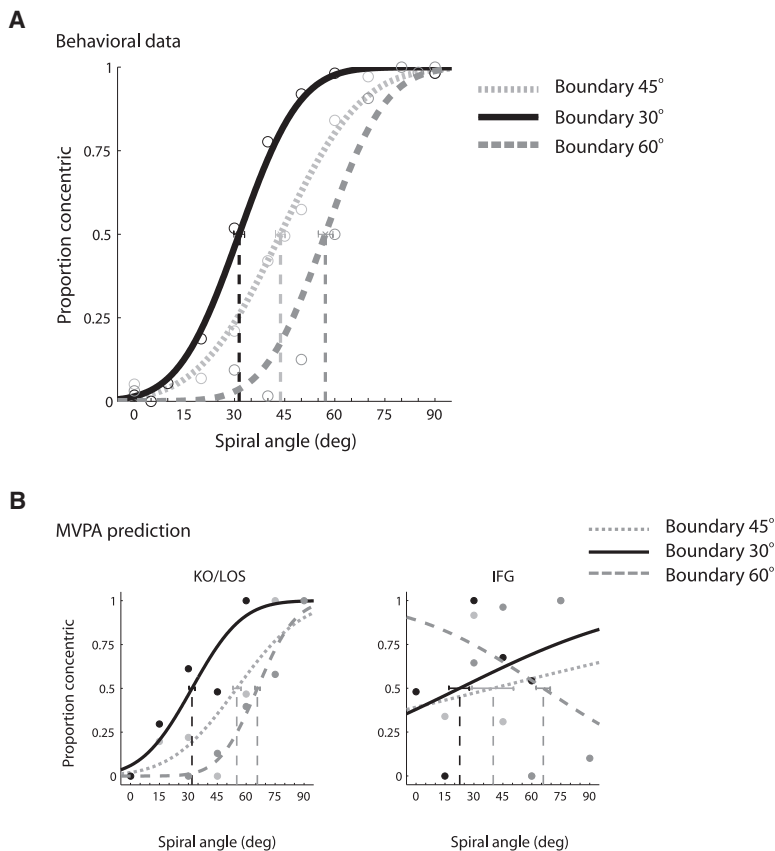 A
Behavioral data
Boundary 45°
Boundary 30°
Boundary 60°
Proportion concentric
1
0.75
0.5
0.25
0
0 15 30 45 60 75 90
Spiral angle (deg)
B
MVPA prediction
Boundary 45°
Boundary 30°
Boundary 60°
KO/LOS
Proportion concentric
1
0.75
0.5
0.25
0
0 15 30 45 60 75 90
Spiral angle (deg)
IFG
1
0.75
0.5
0.25
0
0 15 30 45 60 75 90
Spiral angle (deg)